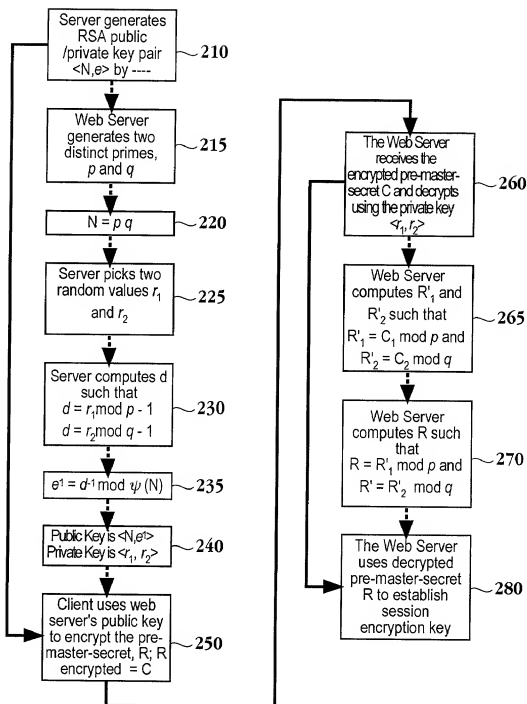 Server generates
RSA public
/private key pair
<N,e> by ----
210
Web Server
generates two
distinct primes,
p and q
215
N = p q
220
Server picks two
random values r₁
and r₂
225
Server computes d
such that
d = r₁mod p - 1
d = r₂mod q - 1
230
e¹ = d⁻¹ mod ψ (N)
235
Public Key is <N,e¹>
Private Key is <r₁, r₂>
240
Client uses web
server's public key
to encrypt the pre-
master-secret, R; R
encrypted = C
250
The Web Server
receives the
encrypted pre-master-
secret C and decrypts
using the private key
<r₁, r₂>
260
Web Server
computes R'₁ and
R'₂ such that
R'₁ = C₁ mod p and
R'₂ = C₂ mod q
265
Web Server
computes R such
that
R = R'₁ mod p and
R' = R'₂ mod q
270
The Web Server
uses decrypted
pre-master-secret
R to establish
session
encryption key
280